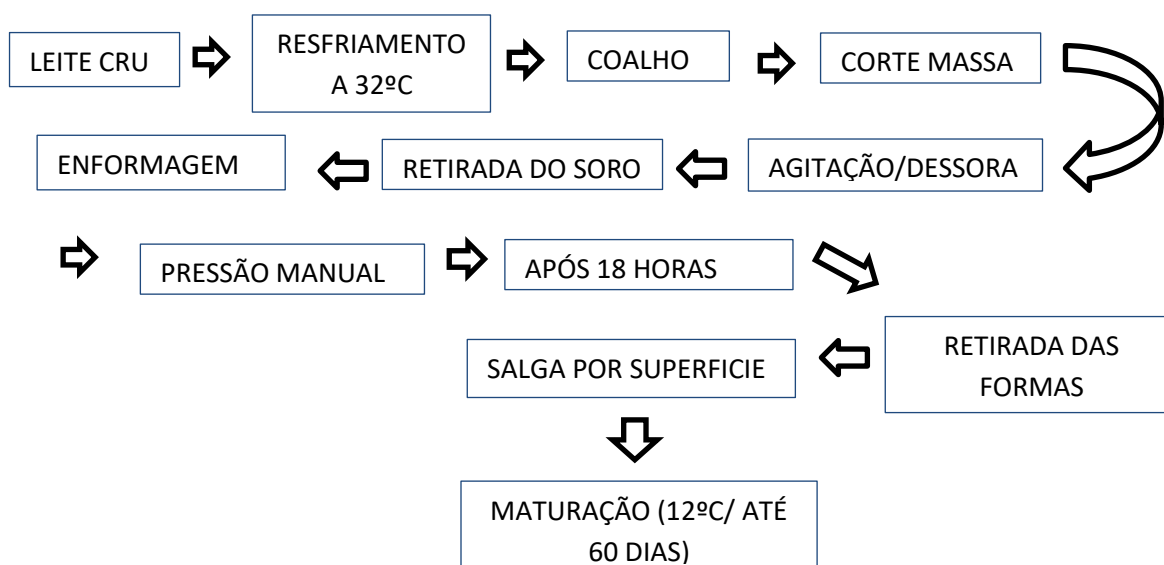 LEITE CRU
RESFRIAMENTO
A 32ºC
COALHO
CORTE MASSA
AGITAÇÃO/DESSORA
RETIRADA DO SORO
ENFORMAGEM
PRESSÃO MANUAL
APÓS 18 HORAS
RETIRADA DAS
FORMAS
SALGA POR SUPERFICIE
MATURAÇÃO (12ºC/ ATÉ
60 DIAS)